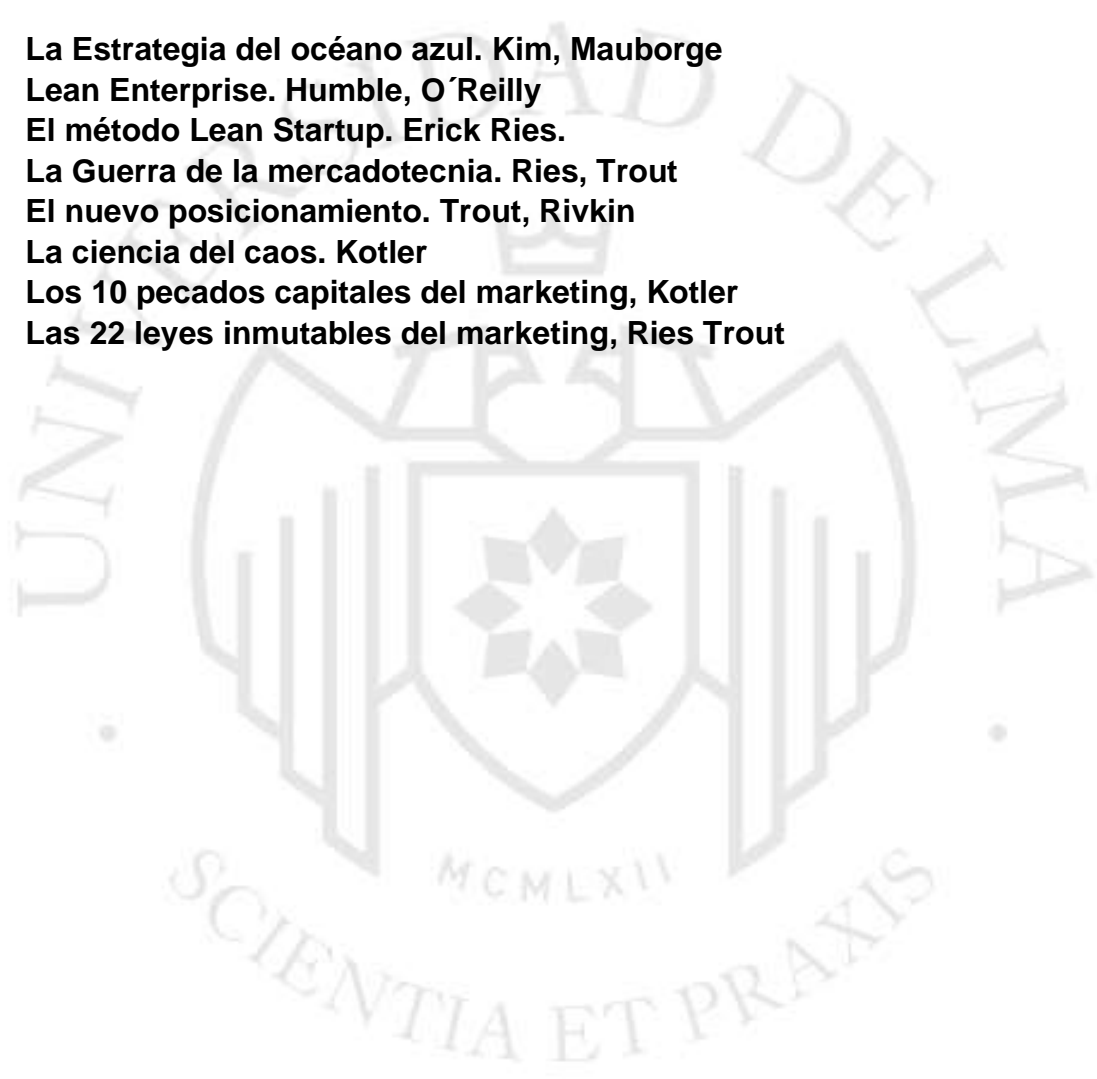 La Estrategia del océano azul. Kim, Mauborge
Lean Enterprise. Humble, O´Reilly
El método Lean Startup. Erick Ries.
La Guerra de la mercadotecnia. Ries, Trout
El nuevo posicionamiento. Trout, Rivkin
La ciencia del caos. Kotler
Los 10 pecados capitales del marketing, Kotler
Las 22 leyes inmutables del marketing, Ries Trout
UNIVERSIDAD DE LIMA
MCMLXII
SCIENTIA ET PRAXIS